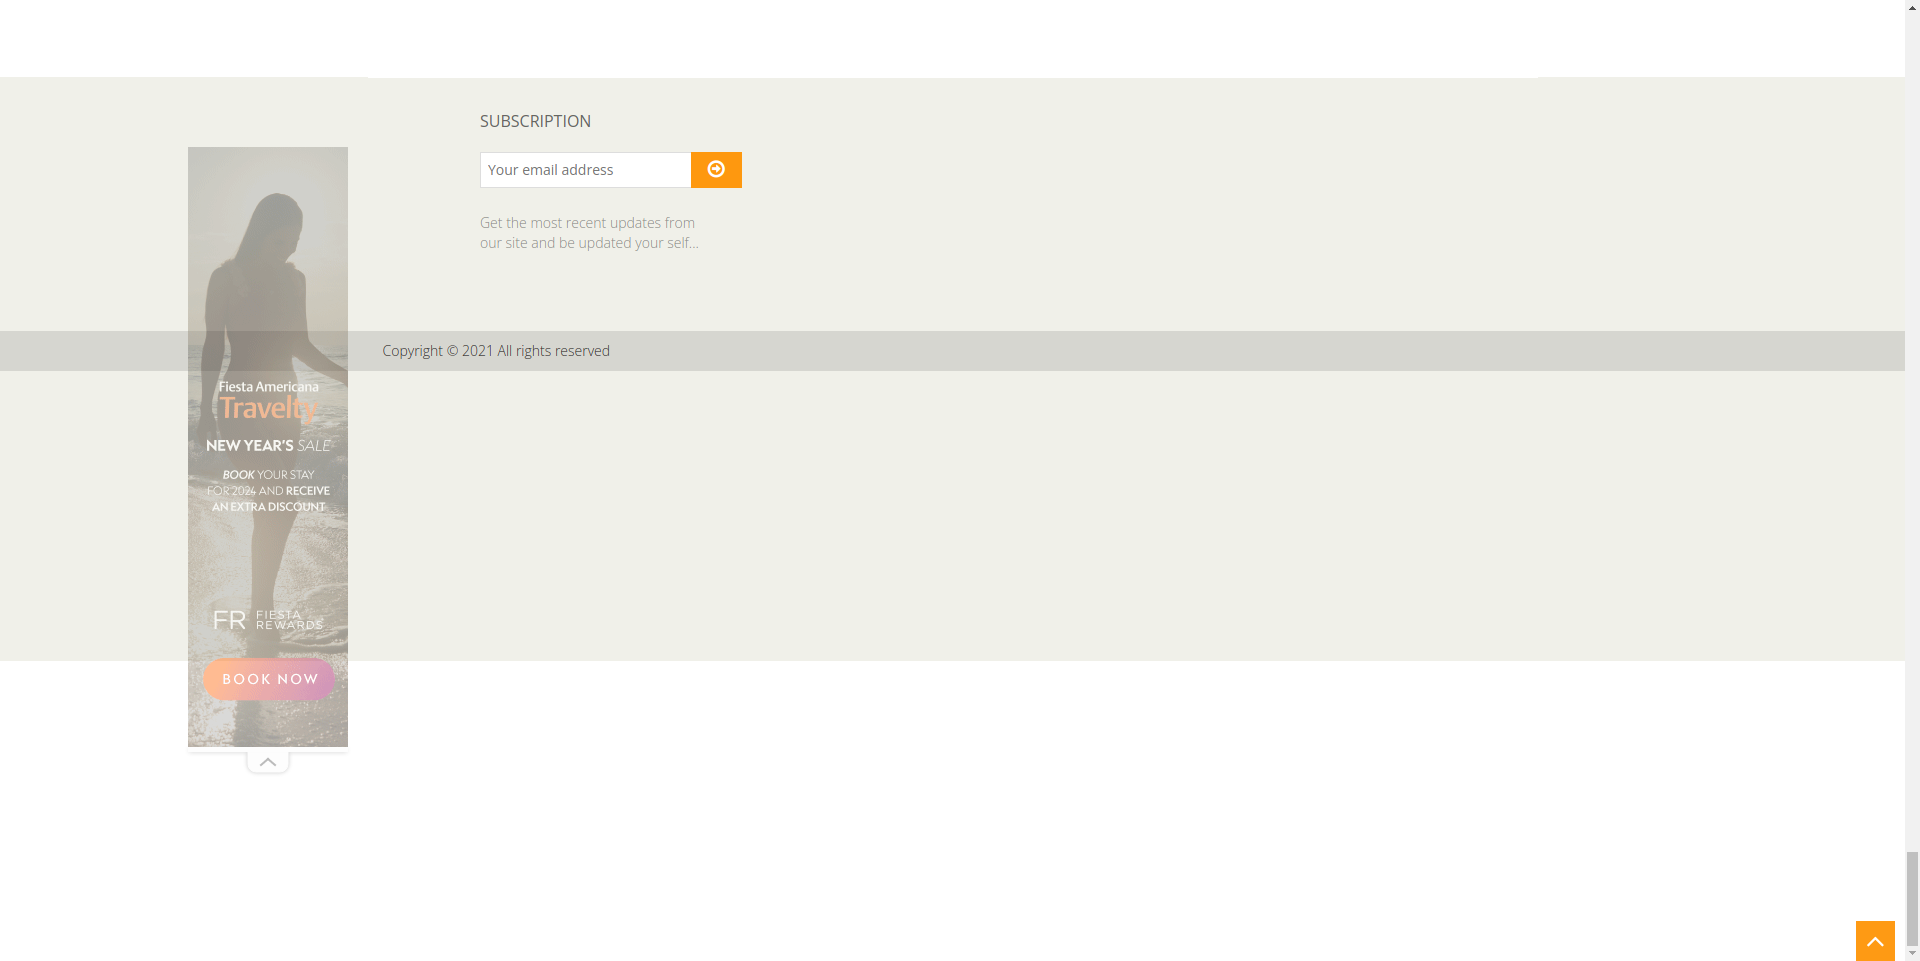 SUBSCRIPTION
Your email address
Get the most recent updates from
our site and be updated your self...
Copyright © 2021 All rights reserved
Fiesta Americana
Travelty
NEW YEAR'S SALE
BOOK YOUR STAY
FOR 2024 AND RECEIVE
AN EXTRA DISCOUNT
FR FIESTA
REWARDS
BOOK NOW